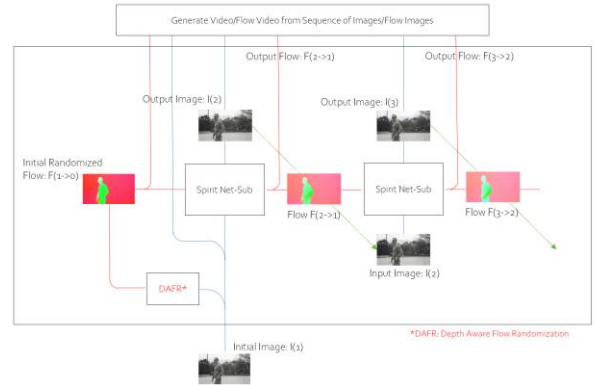 Generate Video/Flow Video from Sequence of Images/Flow Images
Output Flow: F(2->1)
Output Flow: F(3->2)
Output Image: I(2)
Output Image: I(3)
Initial Randomized
Flow: F(1->0)
Spirit Net-Sub
Spirit Net-Sub
Flow F(2->1)
Flow F(3->2)
Input Image: I(2)
DAFR*
*DAFR: Depth Aware Flow Randomization
Initial Image: I(1)